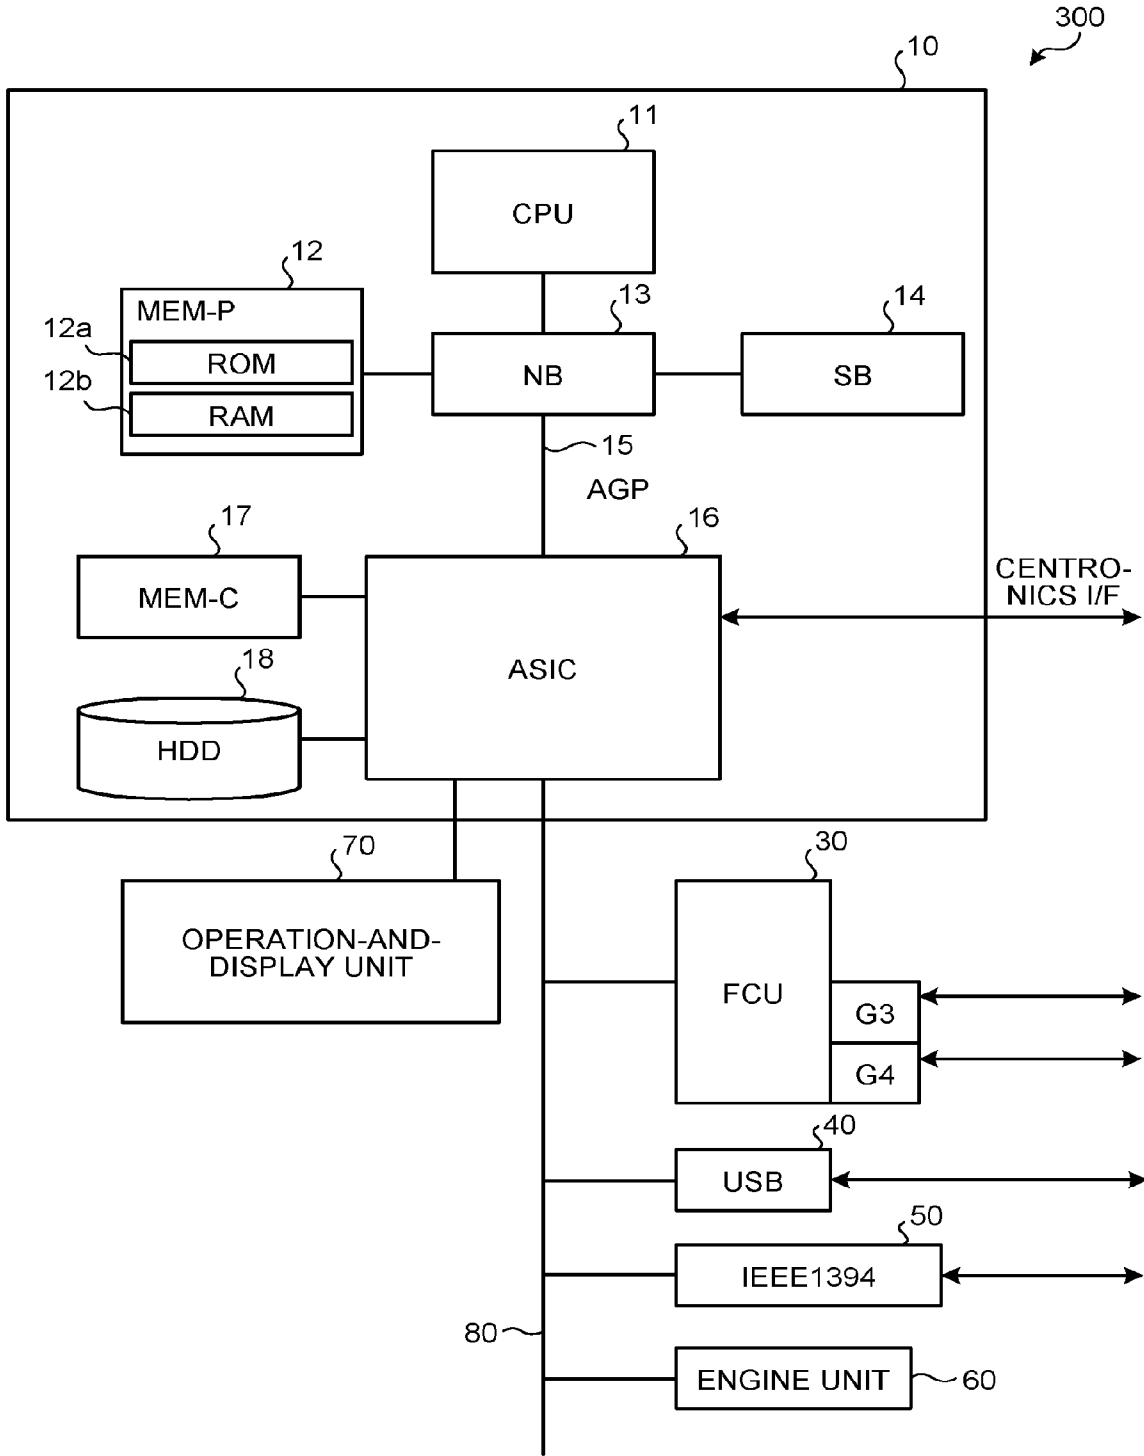 300
10
11
CPU
12
MEM-P
12a
ROM
12b
RAM
13
NB
14
SB
15
AGP
17
MEM-C
16
ASIC
CENTRO-
NICS I/F
18
HDD
70
OPERATION-AND-
DISPLAY UNIT
30
FCU
G3
G4
40
USB
50
IEEE1394
80
ENGINE UNIT
60